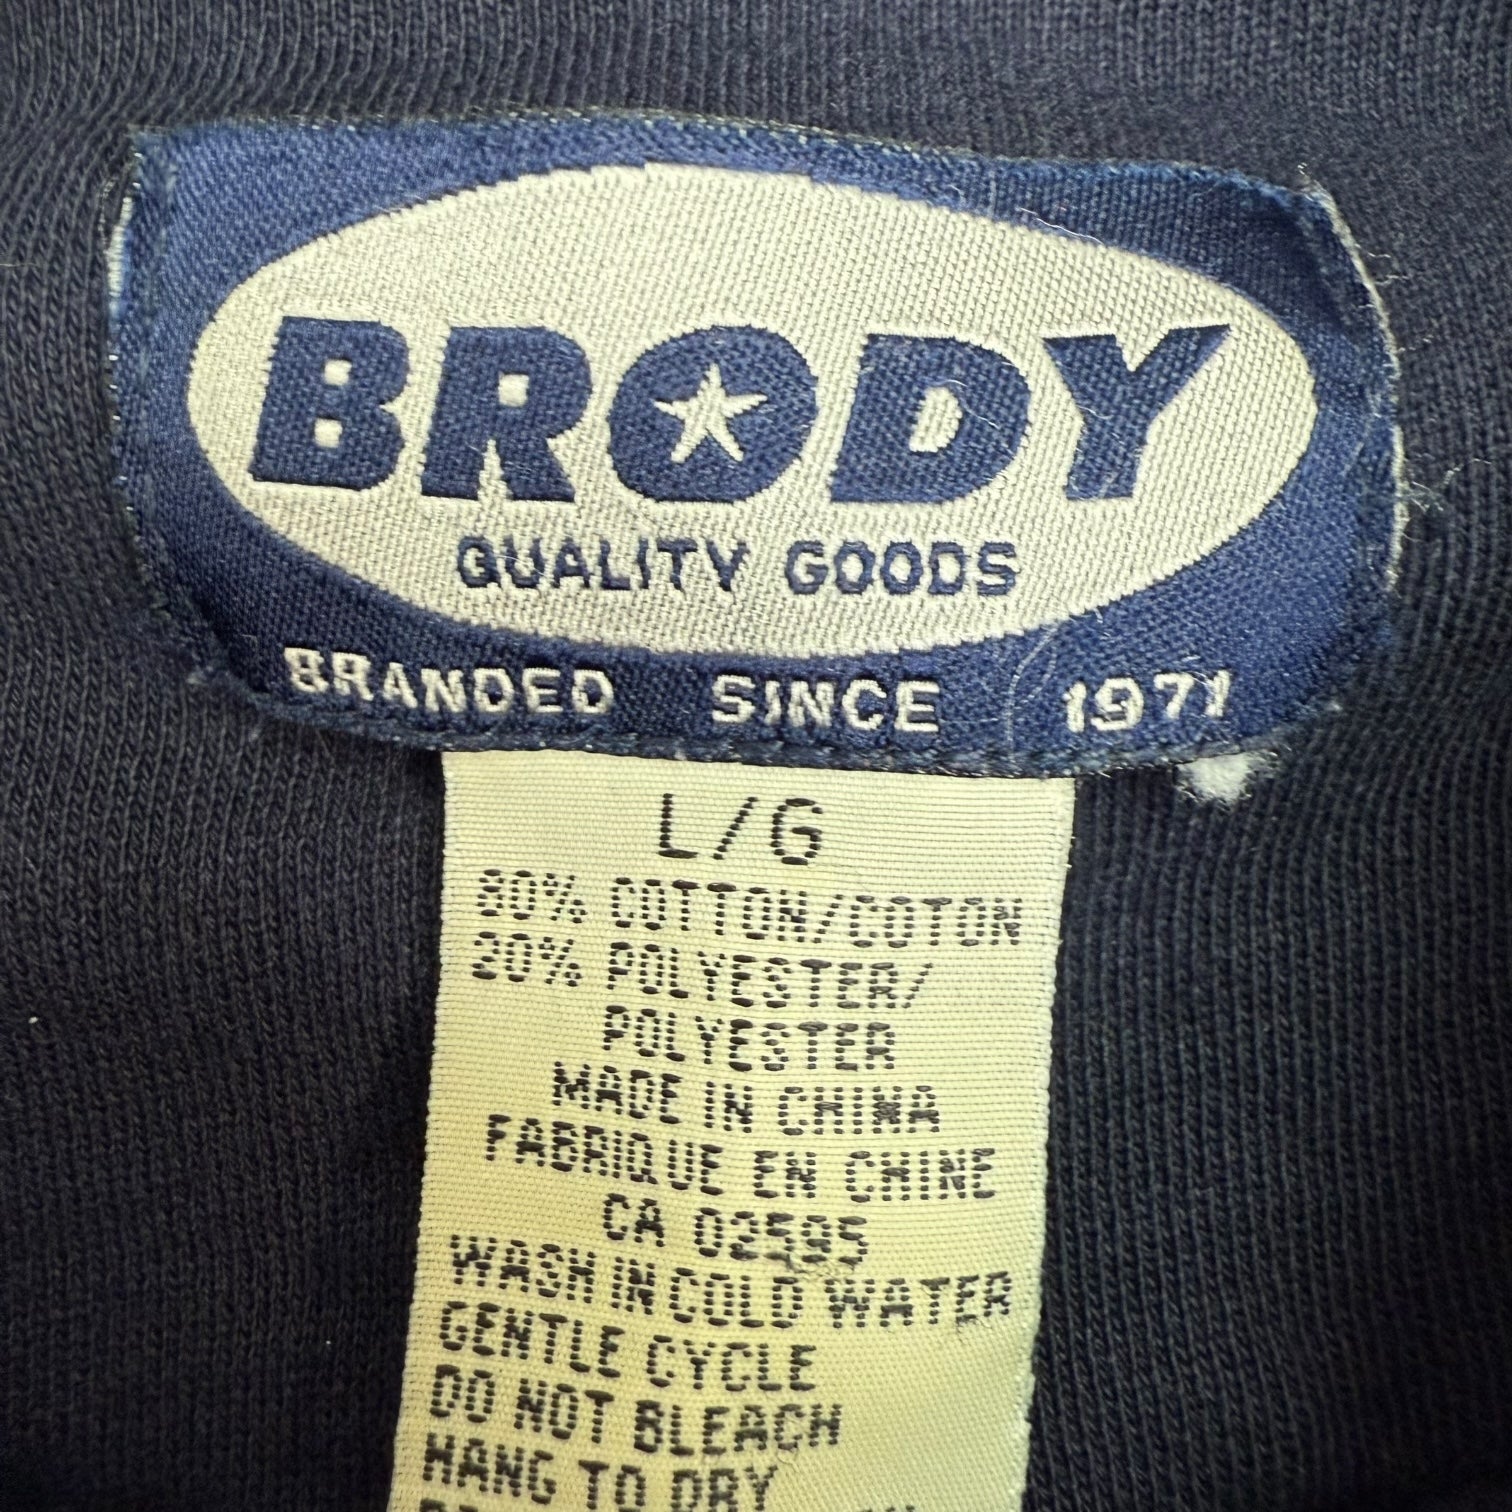 BRODY
QUALITY GOODS
BRANDED SINCE 1971
L/G
80% COTTON/COTON
20% POLYESTER/
POLYESTER
MADE IN CHINA
FABRIQUE EN CHINE
CA 02595
WASH IN COLD WATER
GENTLE CYCLE
DO NOT BLEACH
HANG TO DRY